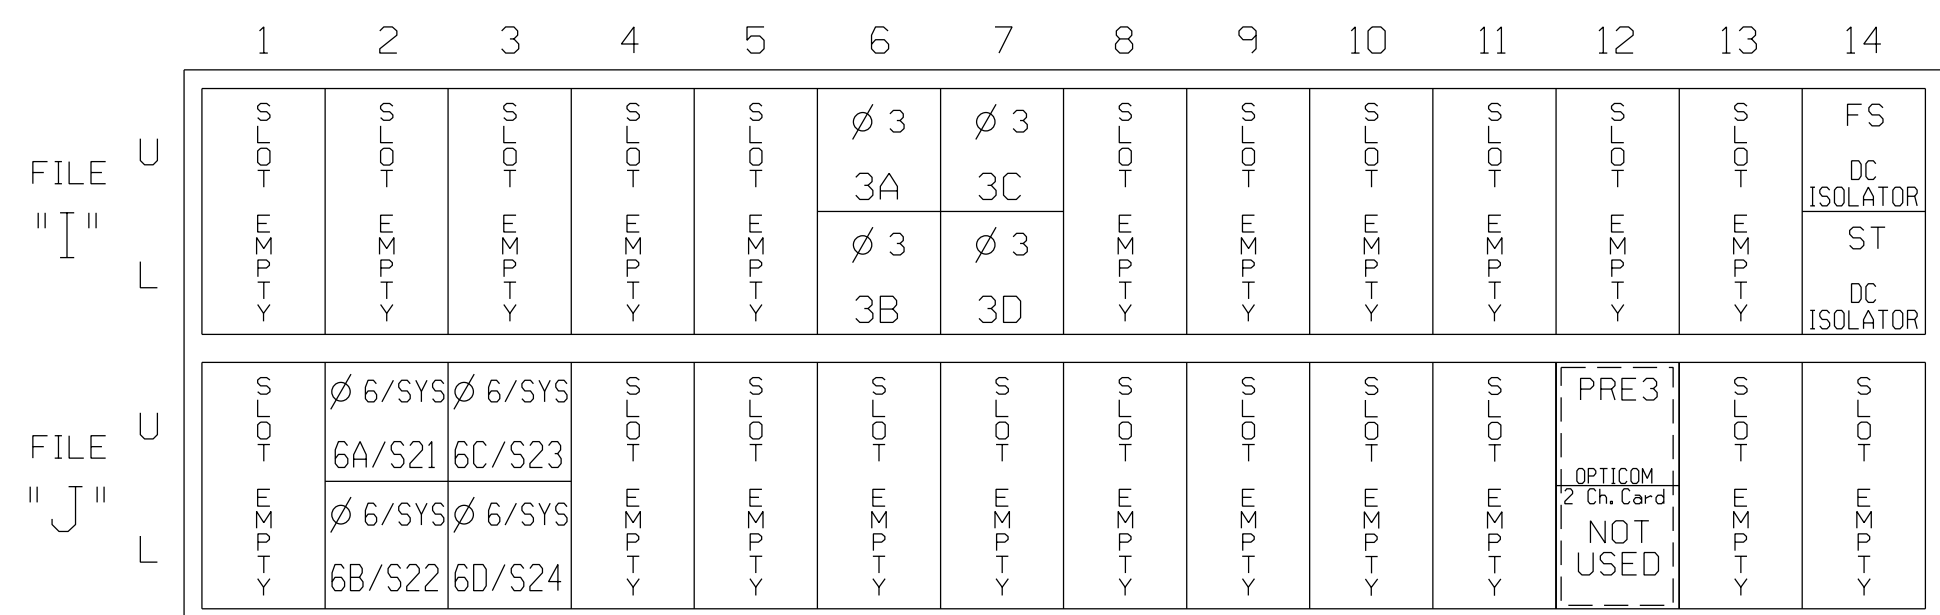 1 2 3 4 5 6 7 8 9 10 11 12 13 14
FILE "I"
U
L
SLOT EMPTY
SLOT EMPTY
SLOT EMPTY
SLOT EMPTY
SLOT EMPTY
Ø 3
3A
Ø 3
3B
Ø 3
3C
Ø 3
3D
SLOT EMPTY
SLOT EMPTY
SLOT EMPTY
SLOT EMPTY
SLOT EMPTY
SLOT EMPTY
FS
DC
ISOLATOR
ST
DC
ISOLATOR
FILE "J"
U
L
SLOT EMPTY
Ø 6/SYS
6A/S21
Ø 6/SYS
6B/S22
Ø 6/SYS
6C/S23
Ø 6/SYS
6D/S24
SLOT EMPTY
SLOT EMPTY
SLOT EMPTY
SLOT EMPTY
SLOT EMPTY
SLOT EMPTY
SLOT EMPTY
SLOT EMPTY
PRE3
OPTICOM
2 Ch. Card
NOT
USED
SLOT EMPTY
SLOT EMPTY